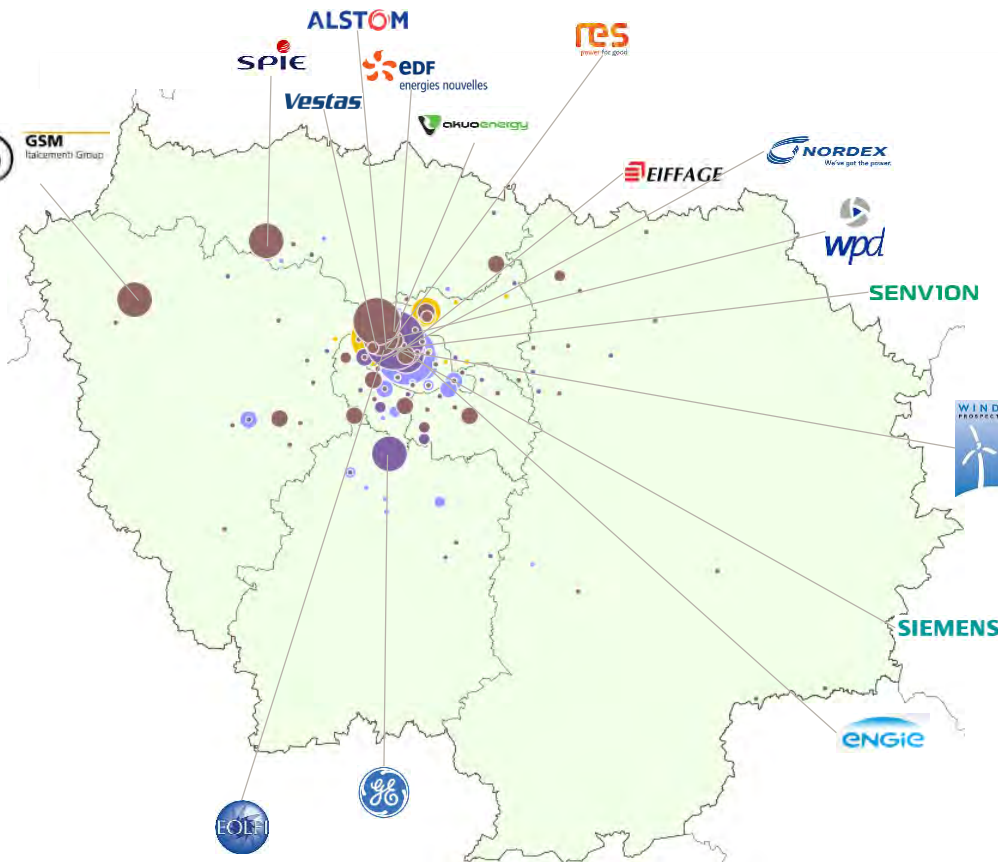 ALSTOM
res
power for good
SPIE
eDF
energies nouvelles
Vestas
akuoenergy
GSM
Italcementi Group
NORDEX
We've got the power.
EIFFAGE
wpd
SENVION
WIND
PROSPECT
SIEMENS
ENGIE
GE
EOLFI